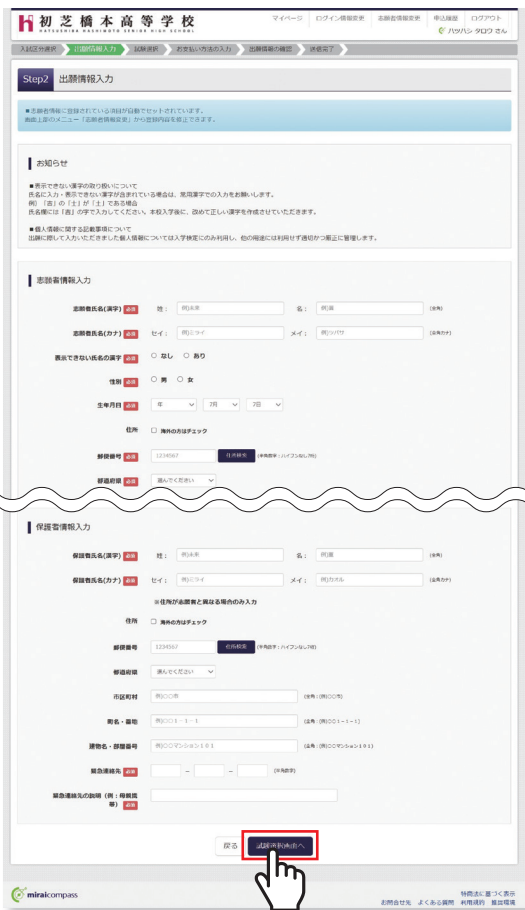 初芝橋本高等学校
HATSUSHIBA HASHIMOTO SENIOR HIGH SCHOOL
マイページ ログイン情報変更 志願者情報変更 申込履歴 ログアウト
ハツハシ タロウ さん
入試区分選択 出願情報入力 試験選択 お支払い方法の入力 出願情報の確認 送信完了
Step2 出願情報入力
■志願者情報に登録されている項目が自動でセットされています。
画面上部のメニュー「志願者情報変更」から登録内容を修正できます。
お知らせ
■表示できない漢字の取り扱いについて
氏名に入力・表示できない漢字が含まれている場合は、常用漢字での入力をお願いします。
例)「吉」の「士」が「土」である場合
氏名欄には「吉」の字で入力してください。本校入学後に、改めて正しい漢字を作成させていただきます。
■個人情報に関する記載事項について
出願に際して入力いただきました個人情報については入学検定にのみ利用し、他の用途には利用せず適切かつ厳正に管理します。
志願者情報入力
志願者氏名(漢字) 必須 姓: 例)未来 名: 例)翼 (全角)
志願者氏名(カナ) 必須 セイ: 例)ミライ メイ: 例)ツバサ (全角カナ)
表示できない氏名の漢字 必須 なし あり
性別 必須 男 女
生年月日 必須 年 2月 2日
住所 海外の方はチェック
郵便番号 必須 1234567 住所検索 (半角数字:ハイフンなし7桁)
都道府県 必須 選んでください
保護者情報入力
保護者氏名(漢字) 必須 姓: 例)未来 名: 例)薫 (全角)
保護者氏名(カナ) 必須 セイ: 例)ミライ メイ: 例)カオル (全角カナ)
※住所が志願者と異なる場合のみ入力
住所 海外の方はチェック
郵便番号 1234567 住所検索 (半角数字:ハイフンなし7桁)
都道府県 選んでください
市区町村 例)○○市 (全角:(例)○○市)
町名・番地 例)○○1-1-1 (全角:(例)○○1-1-1)
建物名・部屋番号 例)○○マンション101 (全角:(例)○○マンション101)
緊急連絡先 必須 - - (半角数字)
緊急連絡先の説明(例:母親携
帯) 必須
戻る 試験選択画面へ
miraicompass
特商法に基づく表示
お問合せ先 よくある質問 利用規約 推奨環境